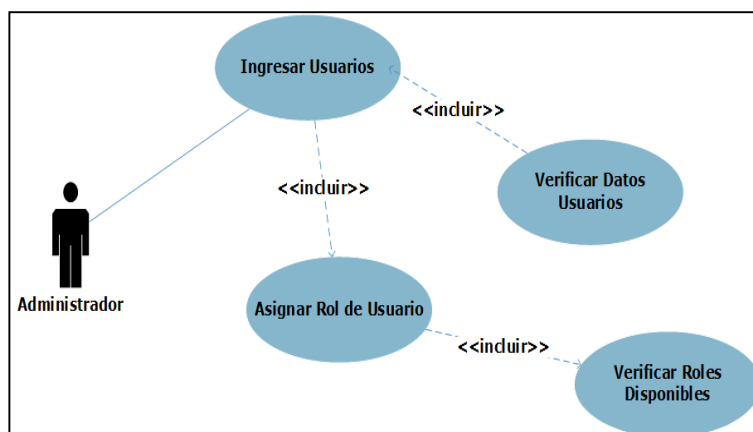 Ingresar Usuarios
<<incluir>>
Verificar Datos
Usuarios
<<incluir>>
Administrador
Asignar Rol de Usuario
<<incluir>>
Verificar Roles
Disponibles